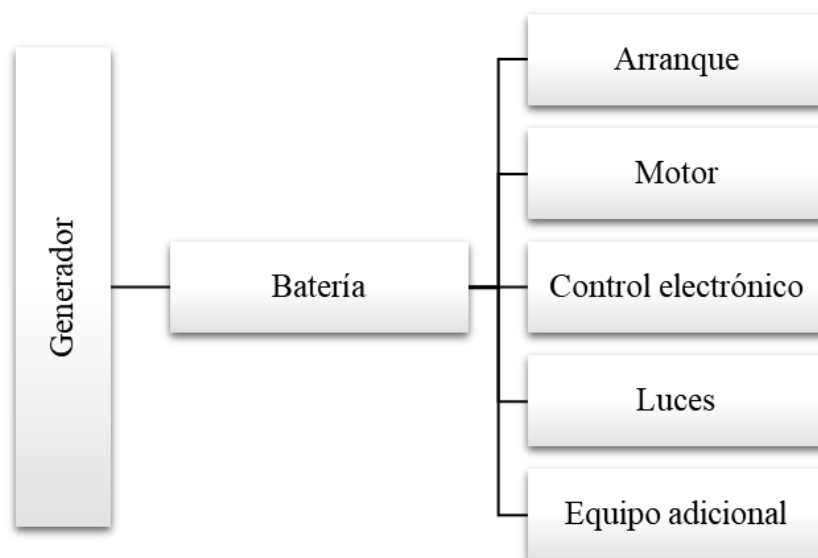 Generador
Batería
Arranque
Motor
Control electrónico
Luces
Equipo adicional